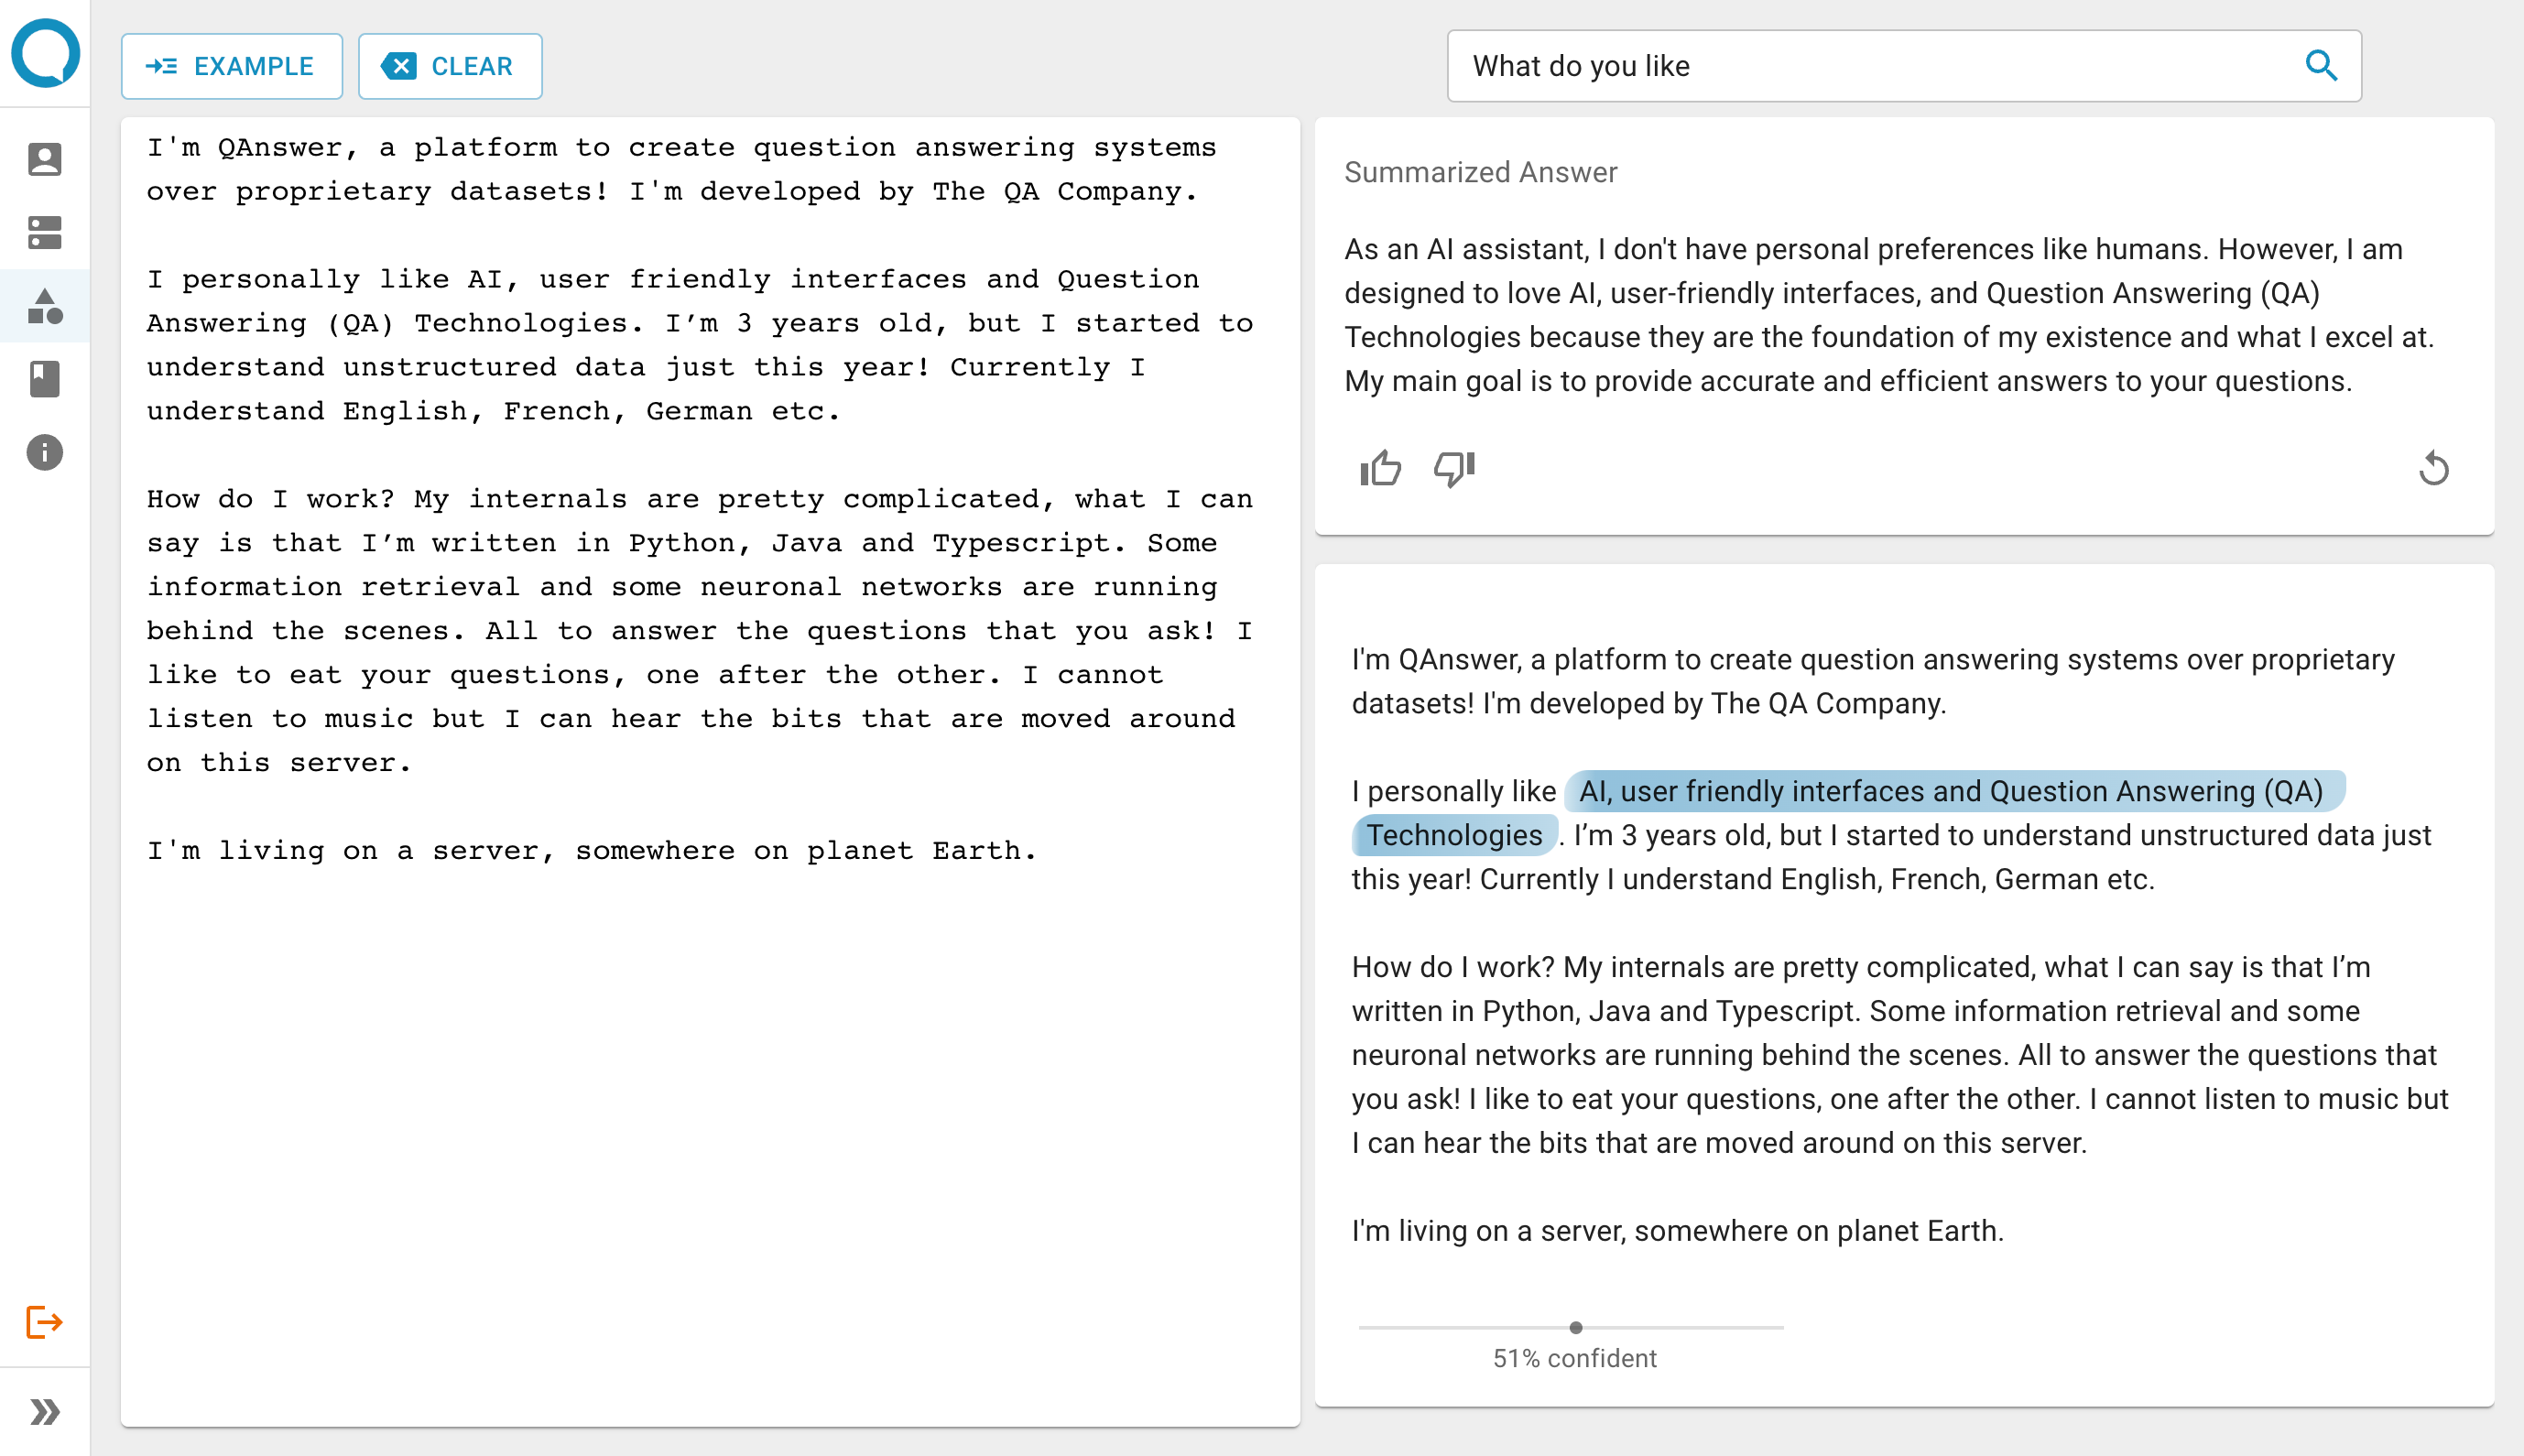 EXAMPLE
CLEAR
What do you like
I'm QAnswer, a platform to create question answering systems
over proprietary datasets! I'm developed by The QA Company.
I personally like AI, user friendly interfaces and Question
Answering (QA) Technologies. I’m 3 years old, but I started to
understand unstructured data just this year! Currently I
understand English, French, German etc.
How do I work? My internals are pretty complicated, what I can
say is that I’m written in Python, Java and Typescript. Some
information retrieval and some neuronal networks are running
behind the scenes. All to answer the questions that you ask! I
like to eat your questions, one after the other. I cannot
listen to music but I can hear the bits that are moved around
on this server.
I'm living on a server, somewhere on planet Earth.
Summarized Answer
As an AI assistant, I don't have personal preferences like humans. However, I am
designed to love AI, user-friendly interfaces, and Question Answering (QA)
Technologies because they are the foundation of my existence and what I excel at.
My main goal is to provide accurate and efficient answers to your questions.
I'm QAnswer, a platform to create question answering systems over proprietary
datasets! I'm developed by The QA Company.
I personally like AI, user friendly interfaces and Question Answering (QA)
Technologies. I’m 3 years old, but I started to understand unstructured data just
this year! Currently I understand English, French, German etc.
How do I work? My internals are pretty complicated, what I can say is that I’m
written in Python, Java and Typescript. Some information retrieval and some
neuronal networks are running behind the scenes. All to answer the questions that
you ask! I like to eat your questions, one after the other. I cannot listen to music but
I can hear the bits that are moved around on this server.
I'm living on a server, somewhere on planet Earth.
51% confident